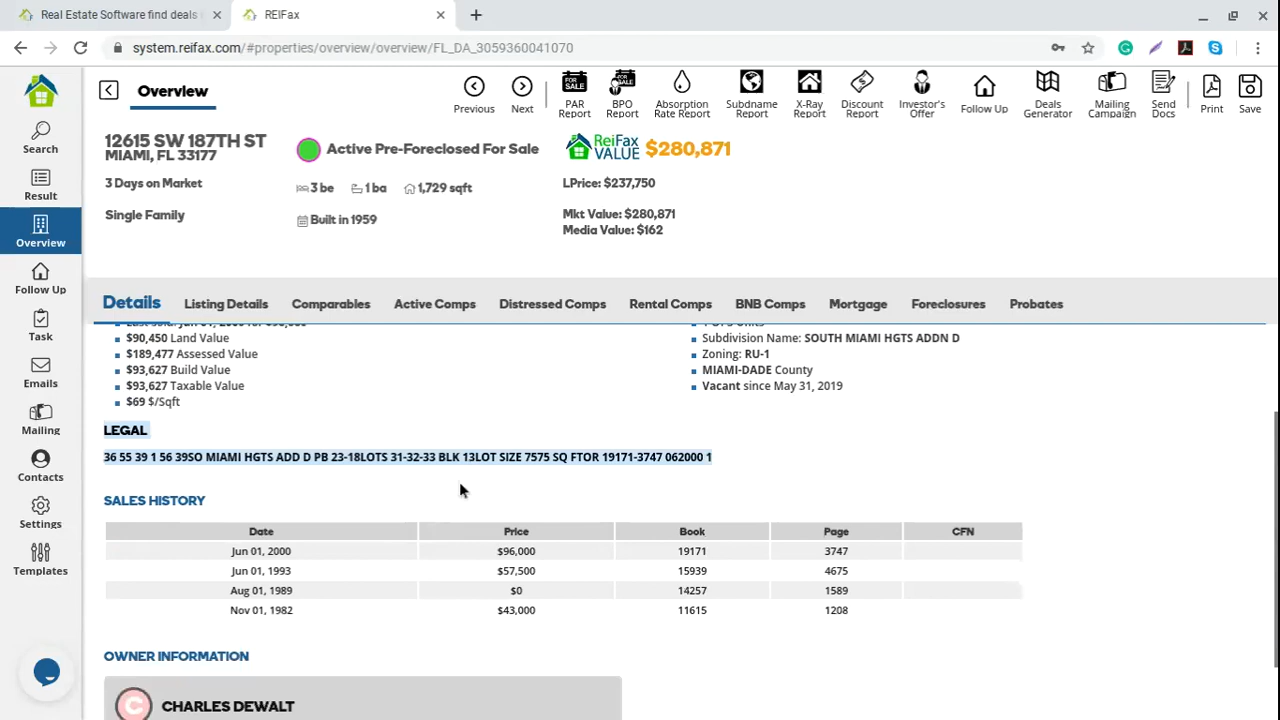 Real Estate Software find deals
REIFax
system.reifax.com/#properties/overview/overview/FL_DA_3059360041070
Overview
Previous
Next
FOR SALE
PAR Report
FOR SALE
BPO Report
Absorption Rate Report
Subdname Report
X-Ray Report
Discount Report
Investor's Offer
Follow Up
Deals Generator
Mailing Campaign
Send Docs
Print
Save
Search
Result
Overview
Follow Up
Task
Emails
Mailing
Contacts
Settings
Templates
12615 SW 187TH ST
MIAMI, FL 33177
3 Days on Market
Single Family
Active Pre-Foreclosed For Sale
3 be 1 ba 1,729 sqft
Built in 1959
ReiFax VALUE $280,871
LPrice: $237,750
Mkt Value: $280,871
Media Value: $162
Details Listing Details Comparables Active Comps Distressed Comps Rental Comps BNB Comps Mortgage Foreclosures Probates
$90,450 Land Value
$189,477 Assessed Value
$93,627 Build Value
$93,627 Taxable Value
$69 $/Sqft
Subdivision Name: SOUTH MIAMI HGTS ADDN D
Zoning: RU-1
MIAMI-DADE County
Vacant since May 31, 2019
LEGAL
36 55 39 1 56 39SO MIAMI HGTS ADD D PB 23-18LOTS 31-32-33 BLK 13LOT SIZE 7575 SQ FTOR 19171-3747 062000 1
SALES HISTORY
Date Price Book Page CFN
Jun 01, 2000 $96,000 19171 3747
Jun 01, 1993 $57,500 15939 4675
Aug 01, 1989 $0 14257 1589
Nov 01, 1982 $43,000 11615 1208
OWNER INFORMATION
C CHARLES DEWALT